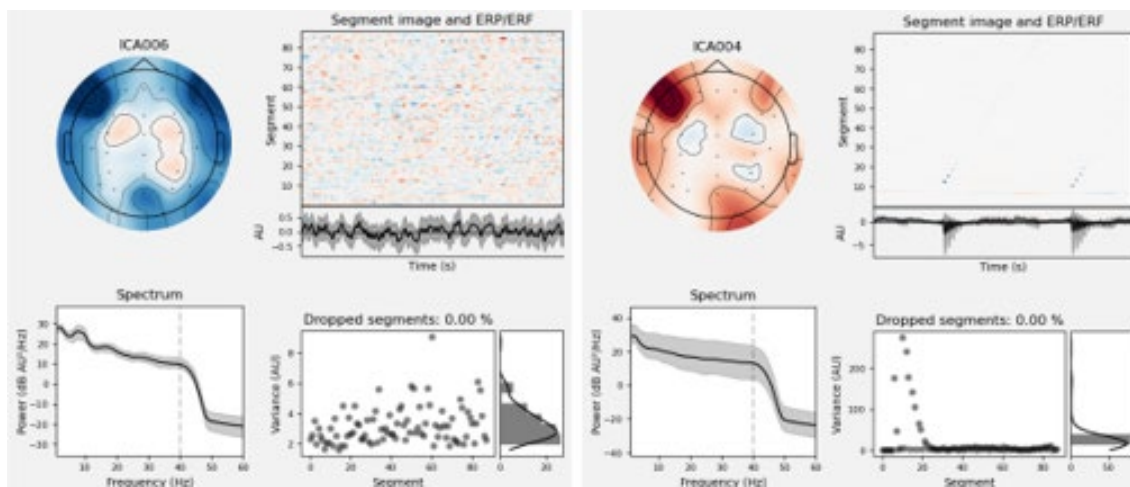 Segment image and ERP/ERF
ICA006
80
70
60
50
40
30
20
10
Segment
0.5
0.0
−0.5
AU
Time (s)
Spectrum
30
20
10
0
−10
−20
−30
Power (dB AU²/Hz)
10 20 30 40 50 60
Frequency (Hz)
Dropped segments: 0.00 %
8
6
4
2
Variance (AU)
0 20 40 60 80
Segment
0 20
Segment image and ERP/ERF
ICA004
80
70
60
50
40
30
20
10
Segment
0
−5
AU
Time (s)
Spectrum
40
20
0
−20
−40
Power (dB AU²/Hz)
10 20 30 40 50 60
Frequency (Hz)
Dropped segments: 0.00 %
200
100
0
Variance (AU)
0 20 40 60 80
Segment
0 50